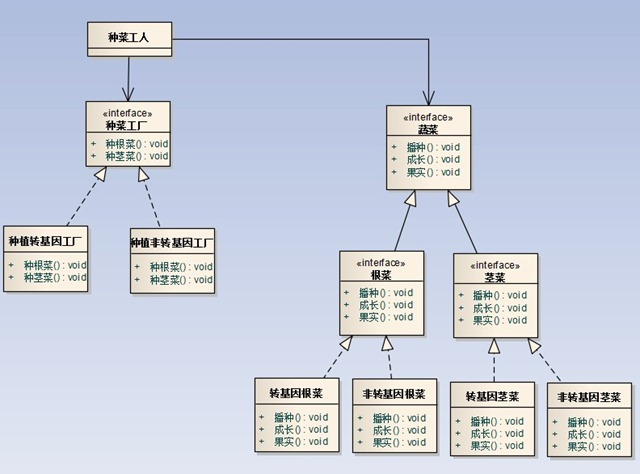 种菜工人
«interface»
种菜工厂
+ 种根菜() : void
+ 种茎菜() : void
«interface»
蔬菜
+ 播种() : void
+ 成长() : void
+ 果实() : void
种植转基因工厂
+ 种根菜() : void
+ 种茎菜() : void
种植非转基因工厂
+ 种根菜() : void
+ 种茎菜() : void
«interface»
根菜
+ 播种() : void
+ 成长() : void
+ 果实() : void
«interface»
茎菜
+ 播种() : void
+ 成长() : void
+ 果实() : void
转基因根菜
+ 播种() : void
+ 成长() : void
+ 果实() : void
非转基因根菜
+ 播种() : void
+ 成长() : void
+ 果实() : void
转基因茎菜
+ 播种() : void
+ 成长() : void
+ 果实() : void
非转基因茎菜
+ 播种() : void
+ 成长() : void
+ 果实() : void